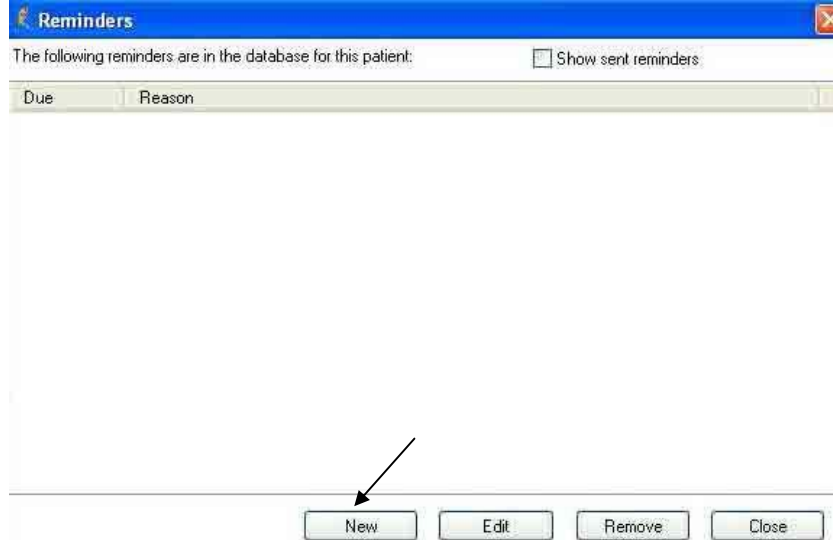 Reminders
The following reminders are in the database for this patient: Show sent reminders
Due Reason
New Edit Remove Close